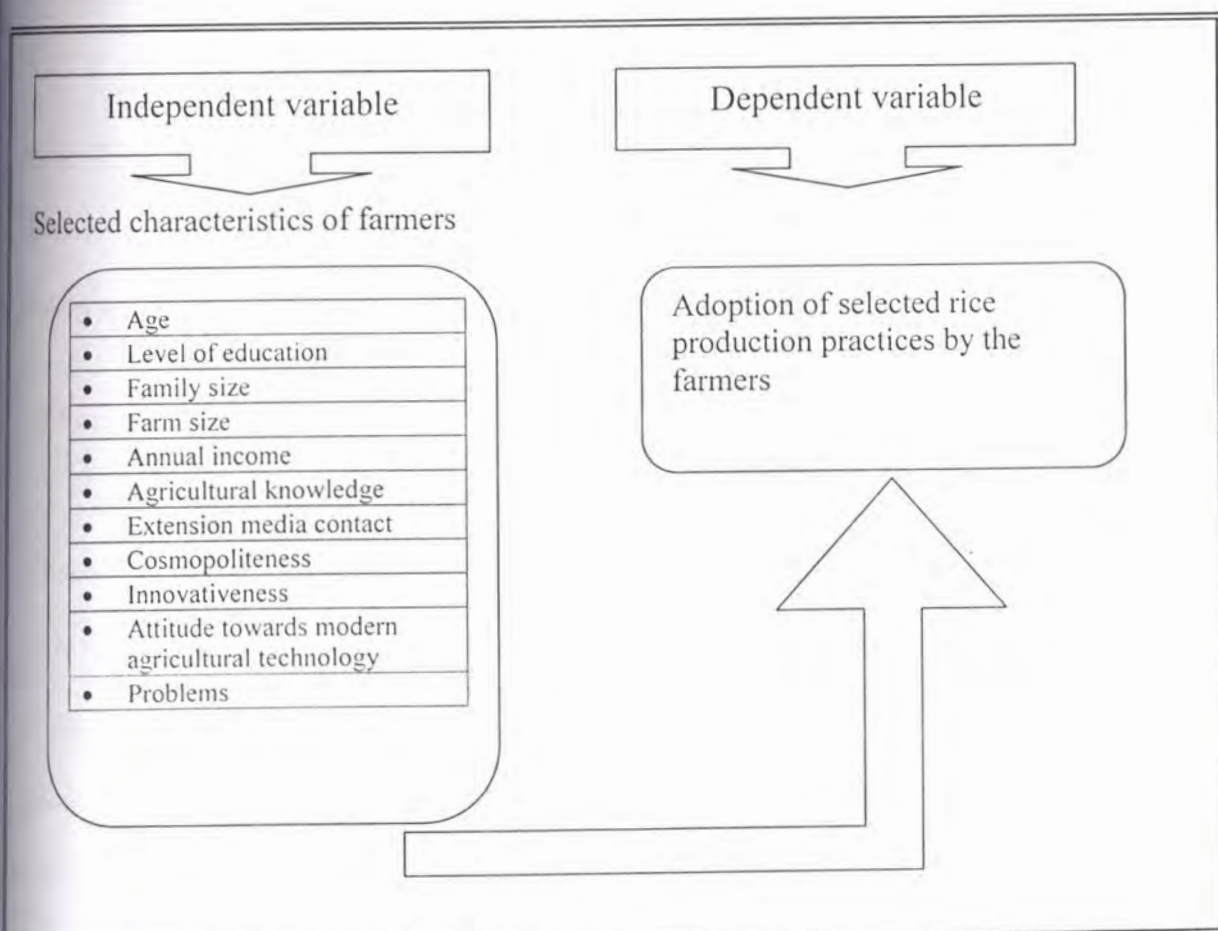 Independent variable
Dependent variable
Selected characteristics of farmers
• Age
• Level of education
• Family size
• Farm size
• Annual income
• Agricultural knowledge
• Extension media contact
• Cosmopoliteness
• Innovativeness
• Attitude towards modern
agricultural technology
• Problems
Adoption of selected rice
production practices by the
farmers